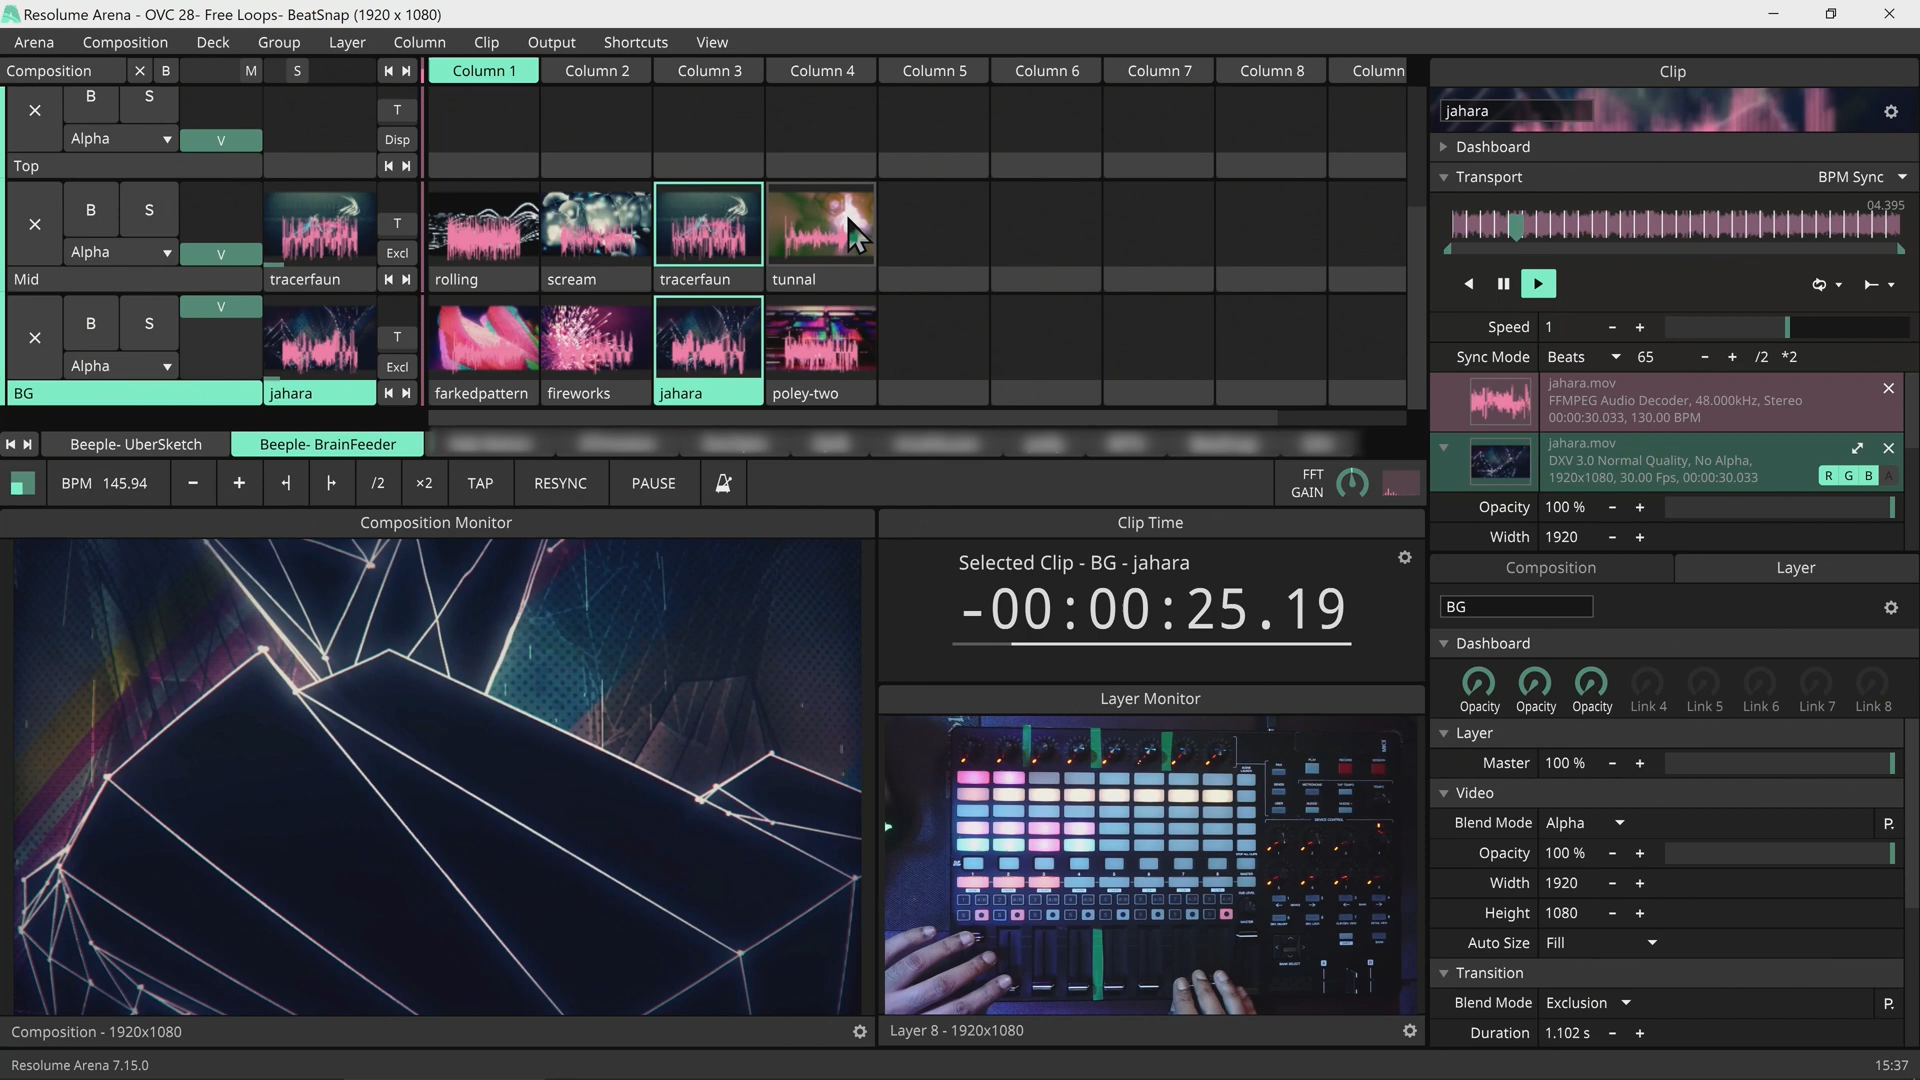 Resolume Arena - OVC 28- Free Loops- BeatSnap (1920 x 1080)
Arena Composition Deck Group Layer Column Clip Output Shortcuts View
Composition B M S Column 1 Column 2 Column 3 Column 4 Column 5 Column 6 Column 7 Column 8 Column
B S T
Alpha V Disp
Top
B S T
Alpha V Excl
Mid tracerfaun rolling scream tracerfaun tunnal
B S V T
Alpha Excl
BG jahara farkedpattern fireworks jahara poley-two
Beeple- UberSketch Beeple- BrainFeeder
BPM 145.94 - + /2 ×2 TAP RESYNC PAUSE FFT GAIN
Composition Monitor
Composition - 1920x1080
Clip Time
Selected Clip - BG - jahara
-00:00:25.19
Layer Monitor
Layer 8 - 1920x1080
Clip
jahara
Dashboard
Transport BPM Sync
04.395
Speed 1 - +
Sync Mode Beats 65 - + /2 *2
jahara.mov
FFMPEG Audio Decoder, 48.000kHz, Stereo
00:00:30.033, 130.00 BPM
jahara.mov
DXV 3.0 Normal Quality, No Alpha,
1920x1080, 30.00 Fps, 00:00:30.033
R G B A
Opacity 100 % - +
Width 1920 - +
Composition Layer
BG
Dashboard
Opacity Opacity Opacity Link 4 Link 5 Link 6 Link 7 Link 8
Layer
Master 100 % - +
Video
Blend Mode Alpha P.
Opacity 100 % - +
Width 1920 - +
Height 1080 - +
Auto Size Fill
Transition
Blend Mode Exclusion P.
Duration 1.102 s - +
Resolume Arena 7.15.0
15:37